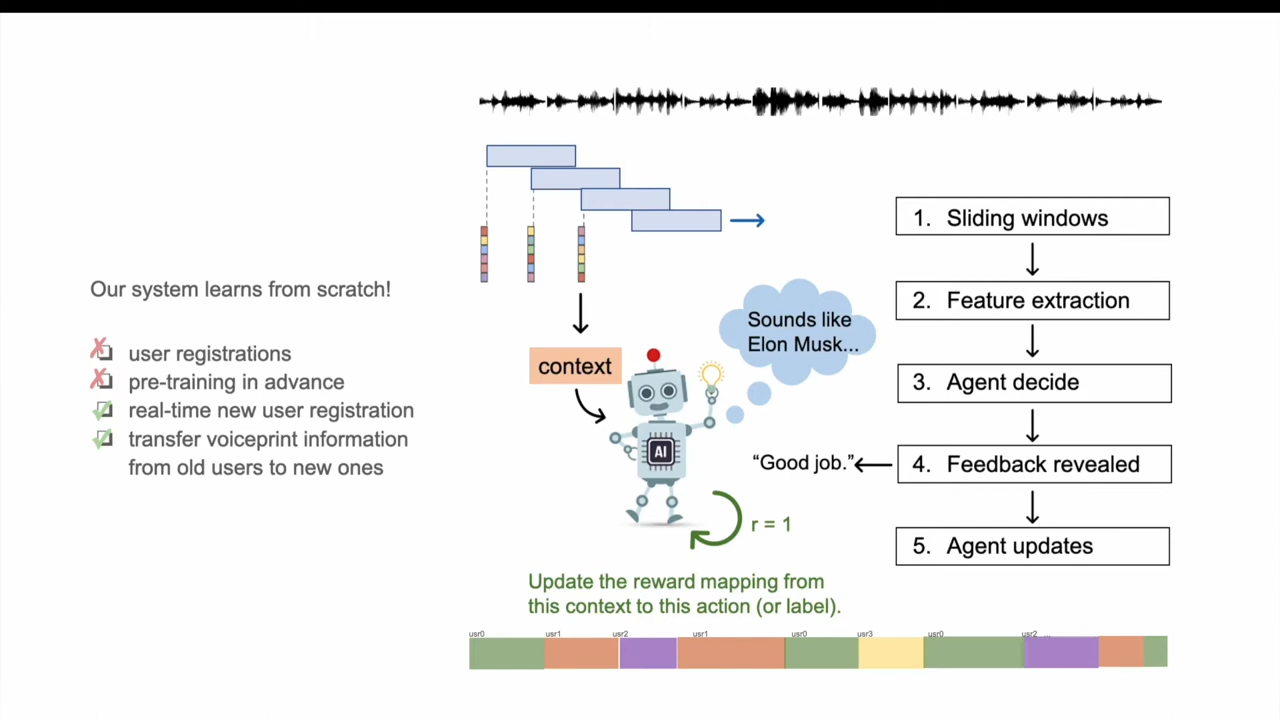 Our system learns from scratch!
user registrations
pre-training in advance
real-time new user registration
transfer voiceprint information
from old users to new ones
context
Sounds like
Elon Musk...
AI
“Good job.”
r = 1
Update the reward mapping from
this context to this action (or label).
1. Sliding windows
2. Feature extraction
3. Agent decide
4. Feedback revealed
5. Agent updates
usr0 usr1 usr2 usr1 usr0 usr3 usr0 usr2 ...